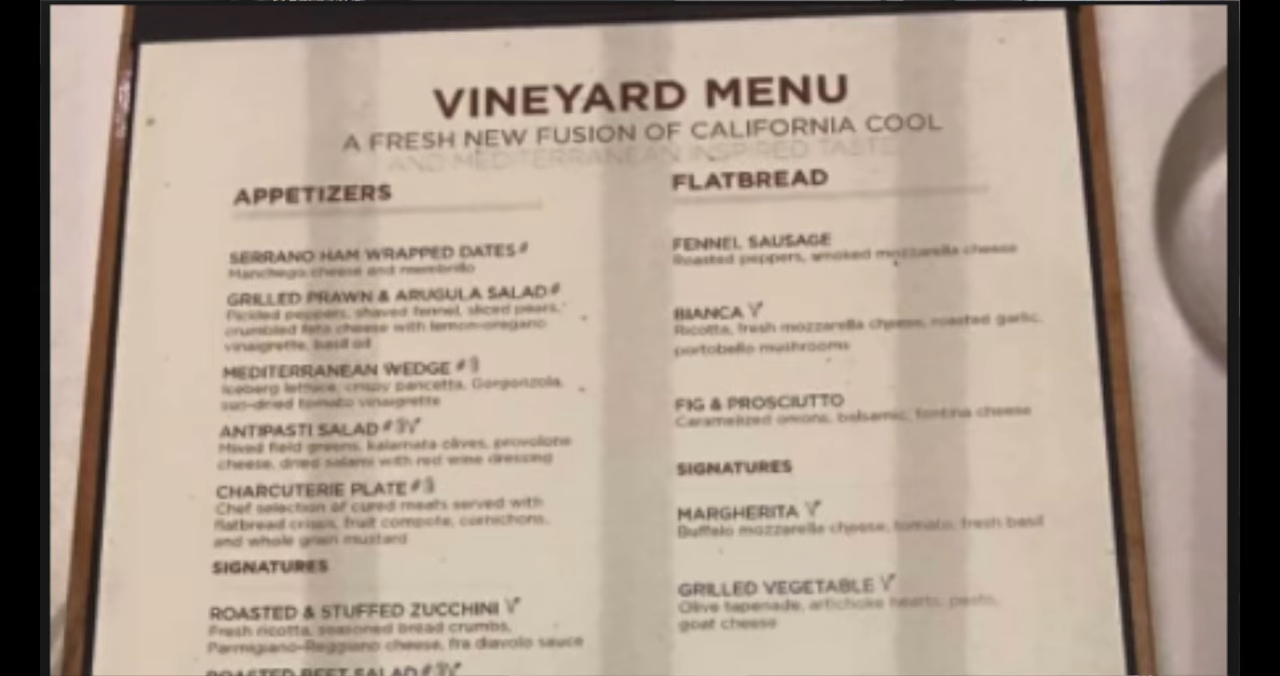 VINEYARD MENU
A FRESH NEW FUSION OF CALIFORNIA COOL
AND MEDITERRANEAN INSPIRED TASTE
APPETIZERS
SERRANO HAM WRAPPED DATES
Manchego cheese and membrillo
GRILLED PRAWN & ARUGULA SALAD
Pickled peppers, shaved fennel, sliced pears,
crumbled feta cheese with lemon-oregano
vinaigrette, basil oil
MEDITERRANEAN WEDGE
Iceberg lettuce, crispy pancetta, Gorgonzola,
sun-dried tomato vinaigrette
ANTIPASTI SALAD
Mixed field greens, kalamata olives, provolone
cheese, dried salami with red wine dressing
CHARCUTERIE PLATE
Chef selection of cured meats served with
flatbread crisps, fruit compote, cornichons,
and whole grain mustard
SIGNATURES
ROASTED & STUFFED ZUCCHINI
Fresh ricotta, seasoned bread crumbs,
Parmigiano-Reggiano cheese, fra diavolo sauce
ROASTED BEET SALAD
FLATBREAD
FENNEL SAUSAGE
Roasted peppers, smoked mozzarella cheese
BIANCA
Ricotta, fresh mozzarella cheese, roasted garlic,
portobello mushrooms
FIG & PROSCIUTTO
Caramelized onions, balsamic, fontina cheese
SIGNATURES
MARGHERITA
Buffalo mozzarella cheese, tomato, fresh basil
GRILLED VEGETABLE
Olive tapenade, artichoke hearts, pesto,
goat cheese